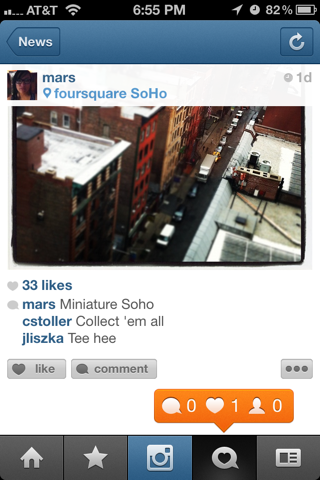 AT&T 6:55 PM 82%
News
mars 1d
foursquare SoHo
33 likes
mars Miniature Soho
cstoller Collect 'em all
jliszka Tee hee
like comment
0 1 0